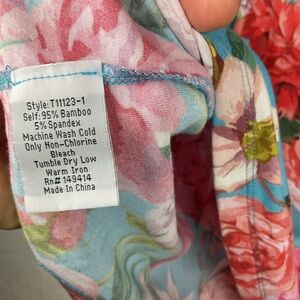 Style: T11123-1
Self: 95% Bamboo
5% Spandex
Machine Wash Cold
Only Non-Chlorine
Bleach
Tumble Dry Low
Warm Iron
Rn# 149414
Made In China